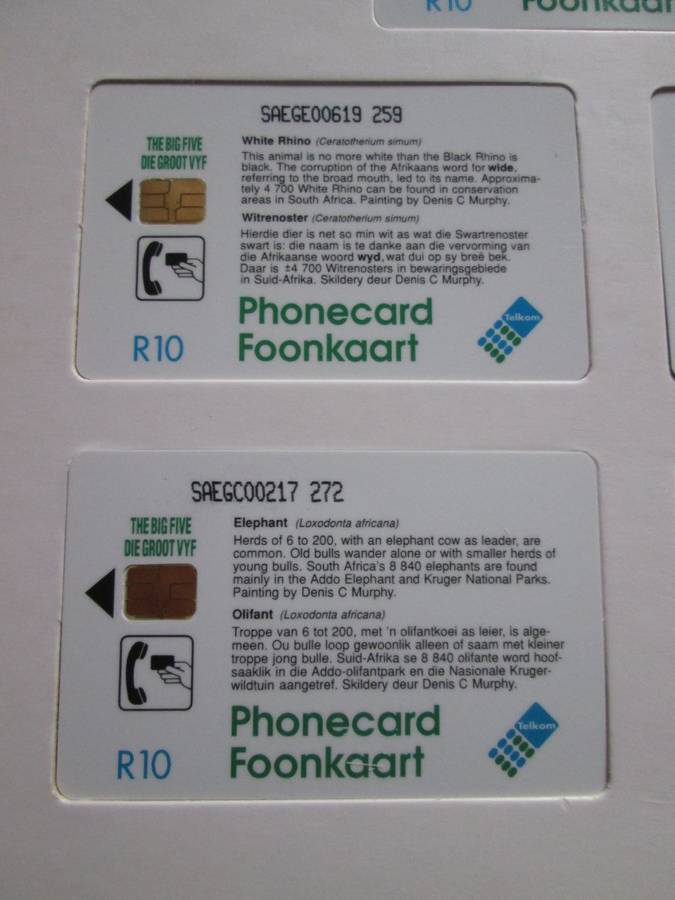 R10
Foonkaart
SAEGE00619 259
THE BIG FIVE
DIE GROOT VYF
White Rhino (Ceratotherium simum)
This animal is no more white than the Black Rhino is
black. The corruption of the Afrikaans word for wide,
referring to the broad mouth, led to its name. Approxima-
tely 4 700 White Rhino can be found in conservation
areas in South Africa. Painting by Denis C Murphy.
Witrenoster (Ceratotherium simum)
Hierdie dier is net so min wit as wat die Swartrenoster
swart is: die naam is te danke aan die vervorming van
die Afrikaanse woord wyd, wat dui op sy breë bek.
Daar is ±4 700 Witrenosters in bewaringsgebiede
in Suid-Afrika. Skildery deur Denis C Murphy.
R10
Phonecard
Foonkaart
Telkom
SAEGC00217 272
THE BIG FIVE
DIE GROOT VYF
Elephant (Loxodonta africana)
Herds of 6 to 200, with an elephant cow as leader, are
common. Old bulls wander alone or with smaller herds of
young bulls. South Africa's 8 840 elephants are found
mainly in the Addo Elephant and Kruger National Parks.
Painting by Denis C Murphy.
Olifant (Loxodonta africana)
Troppe van 6 tot 200, met 'n olifantkoei as leier, is alge-
meen. Ou bulle loop gewoonlik alleen of saam met kleiner
troppe jong bulle. Suid-Afrika se 8 840 olifante word hoof-
saaklik in die Addo-olifantpark en die Nasionale Kruger-
wildtuin aangetref. Skildery deur Denis C Murphy.
R10
Phonecard
Foonkaart
Telkom